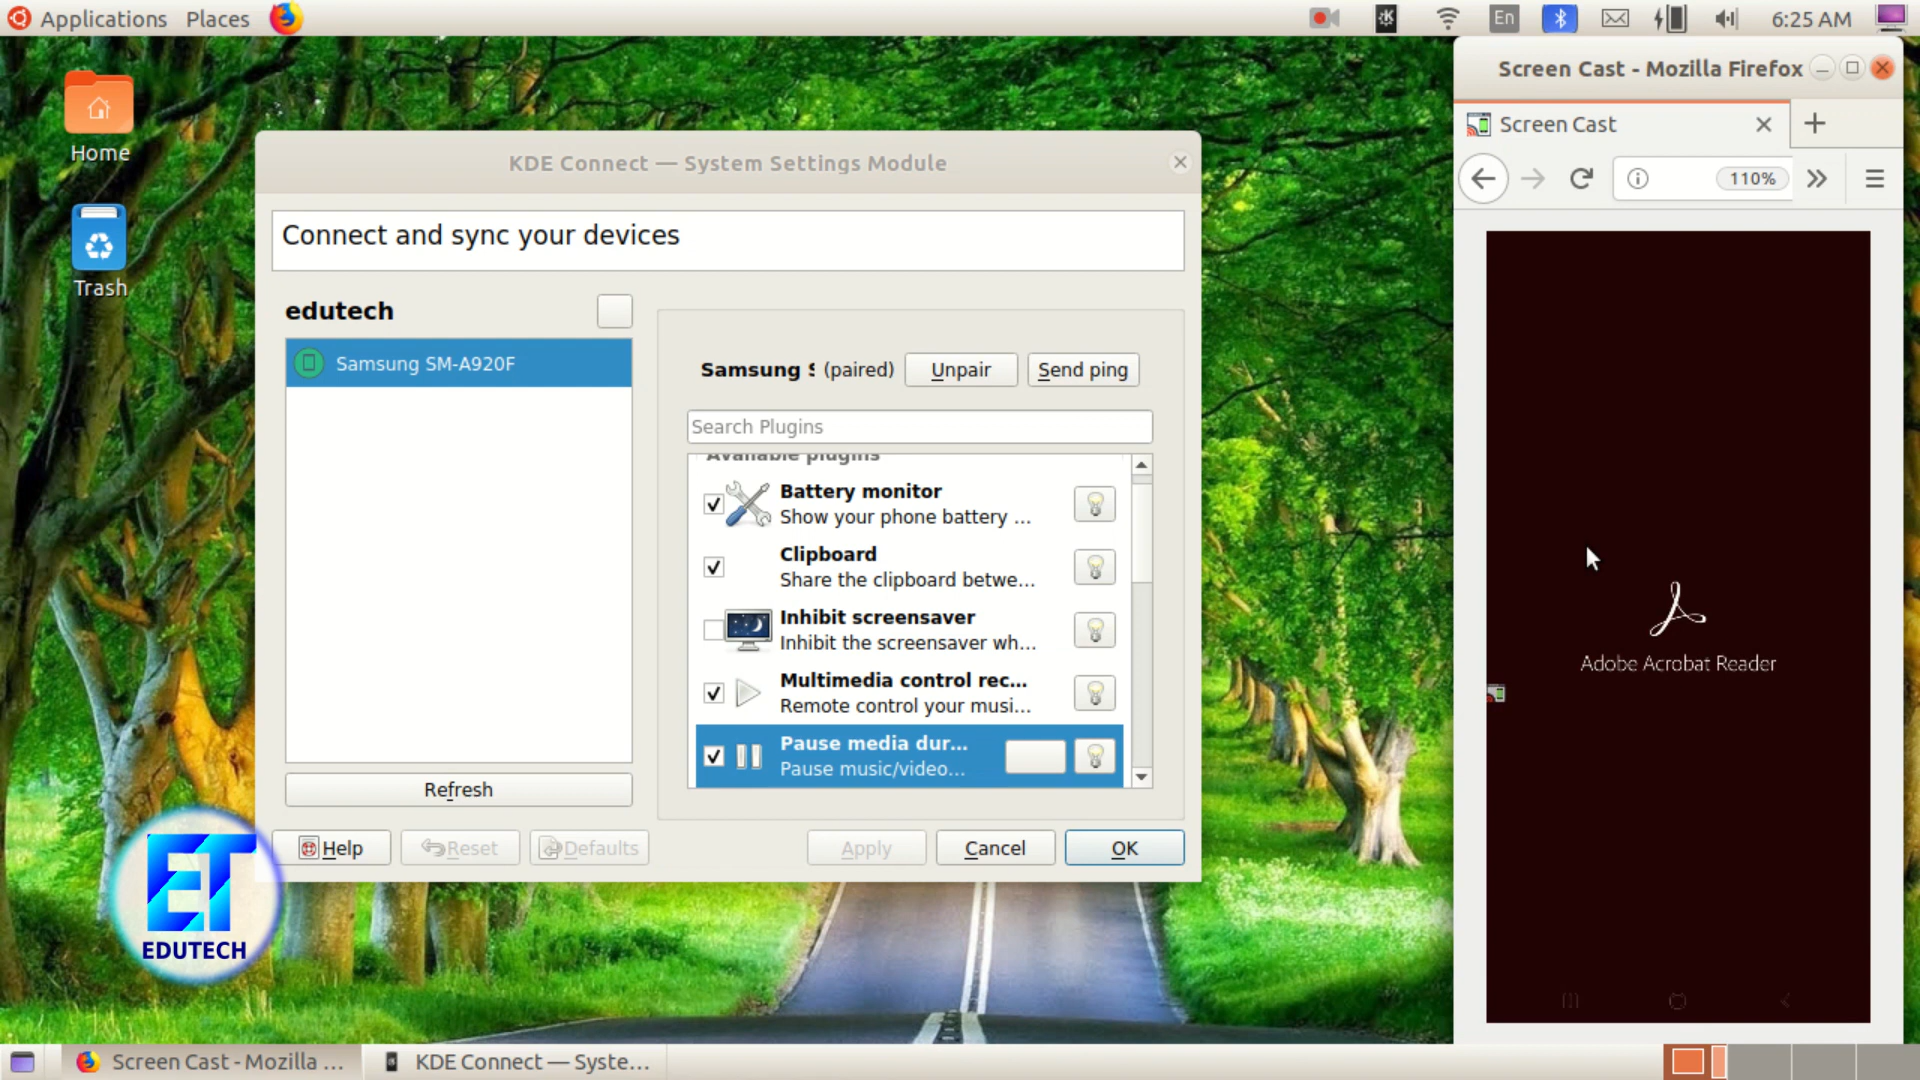 Applications Places
En
6:25 AM
Home
Trash
KDE Connect — System Settings Module
Connect and sync your devices
edutech
Samsung SM-A920F
Refresh
Samsung S (paired) Unpair Send ping
Search Plugins
Available plugins
Battery monitor
Show your phone battery ...
Clipboard
Share the clipboard betwe...
Inhibit screensaver
Inhibit the screensaver wh...
Multimedia control rec...
Remote control your musi...
Pause media dur...
Pause music/video...
Help Reset Defaults Apply Cancel OK
ET
EDUTECH
Screen Cast - Mozilla Firefox
Screen Cast
110%
Adobe Acrobat Reader
Screen Cast - Mozilla ...
KDE Connect — Syste...